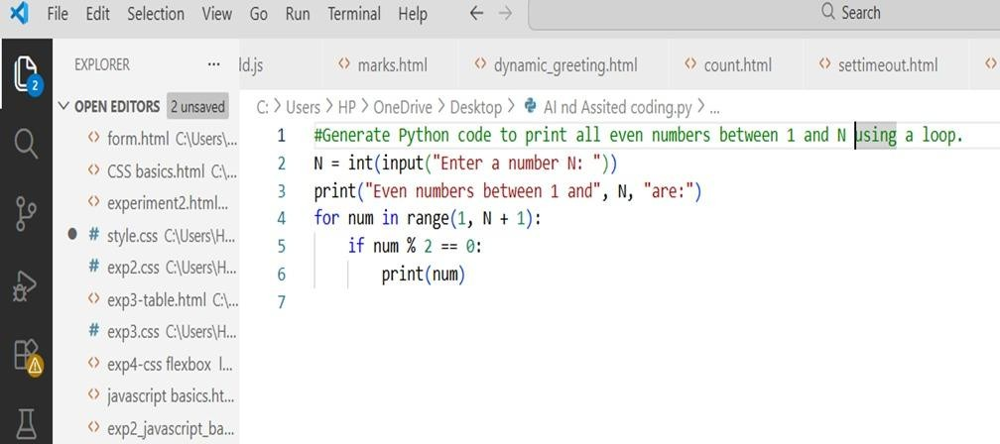 File Edit Selection View Go Run Terminal Help Search
EXPLORER ...
ld.js marks.html dynamic_greeting.html count.html settimeout.html
OPEN EDITORS 2 unsaved
C: > Users > HP > OneDrive > Desktop > AI nd Assited coding.py > ...
form.html C:\Users\...
CSS basics.html C:\...
experiment2.html...
style.css C:\Users\H...
exp2.css C:\Users\H...
exp3-table.html C:\...
exp3.css C:\Users\H...
exp4-css flexbox l...
javascript basics.ht...
exp2_javascript_ba...
2
1 #Generate Python code to print all even numbers between 1 and N using a loop.
2 N = int(input("Enter a number N: "))
3 print("Even numbers between 1 and", N, "are:")
4 for num in range(1, N + 1):
5 if num % 2 == 0:
6 print(num)
7